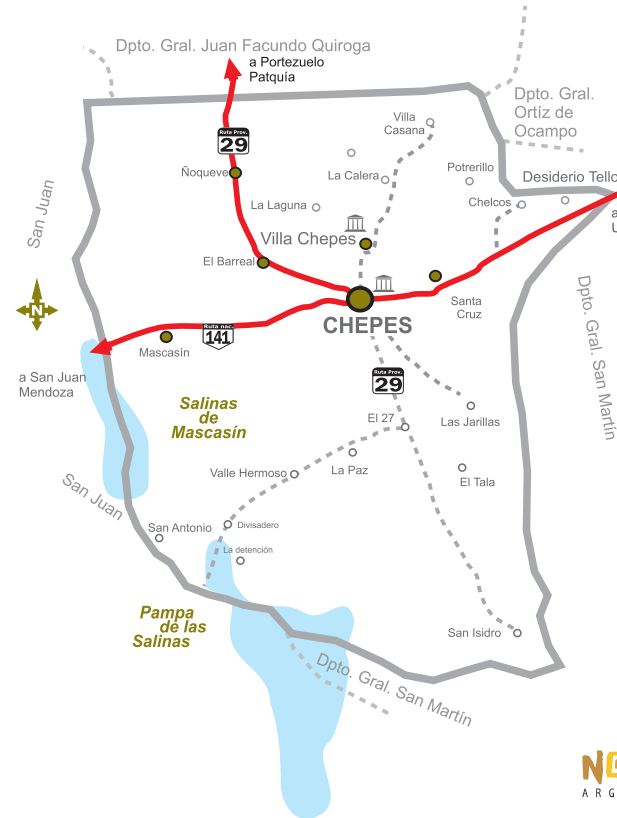 Dpto. Gral. Juan Facundo Quiroga
a Portezuelo
Patquía
Dpto. Gral.
Ortíz de
Ocampo
Villa
Casana
Ruta Prov.
29
Ñoqueve
La Calera
Potrerillo
Desiderio Tello
San Juan
La Laguna
Chelcos
a
U
Villa Chepes
El Barreal
N
Santa
Cruz
CHEPES
Ruta nac.
141
Mascasín
Dpto. Gral. San Martín
a San Juan
Mendoza
Ruta Prov.
29
Salinas
de
Mascasín
El 27
Las Jarillas
La Paz
Valle Hermoso
El Tala
San Juan
San Antonio
Divisadero
La detención
Pampa
de las
Salinas
San Isidro
Dpto. Gral. San Martín
ARG